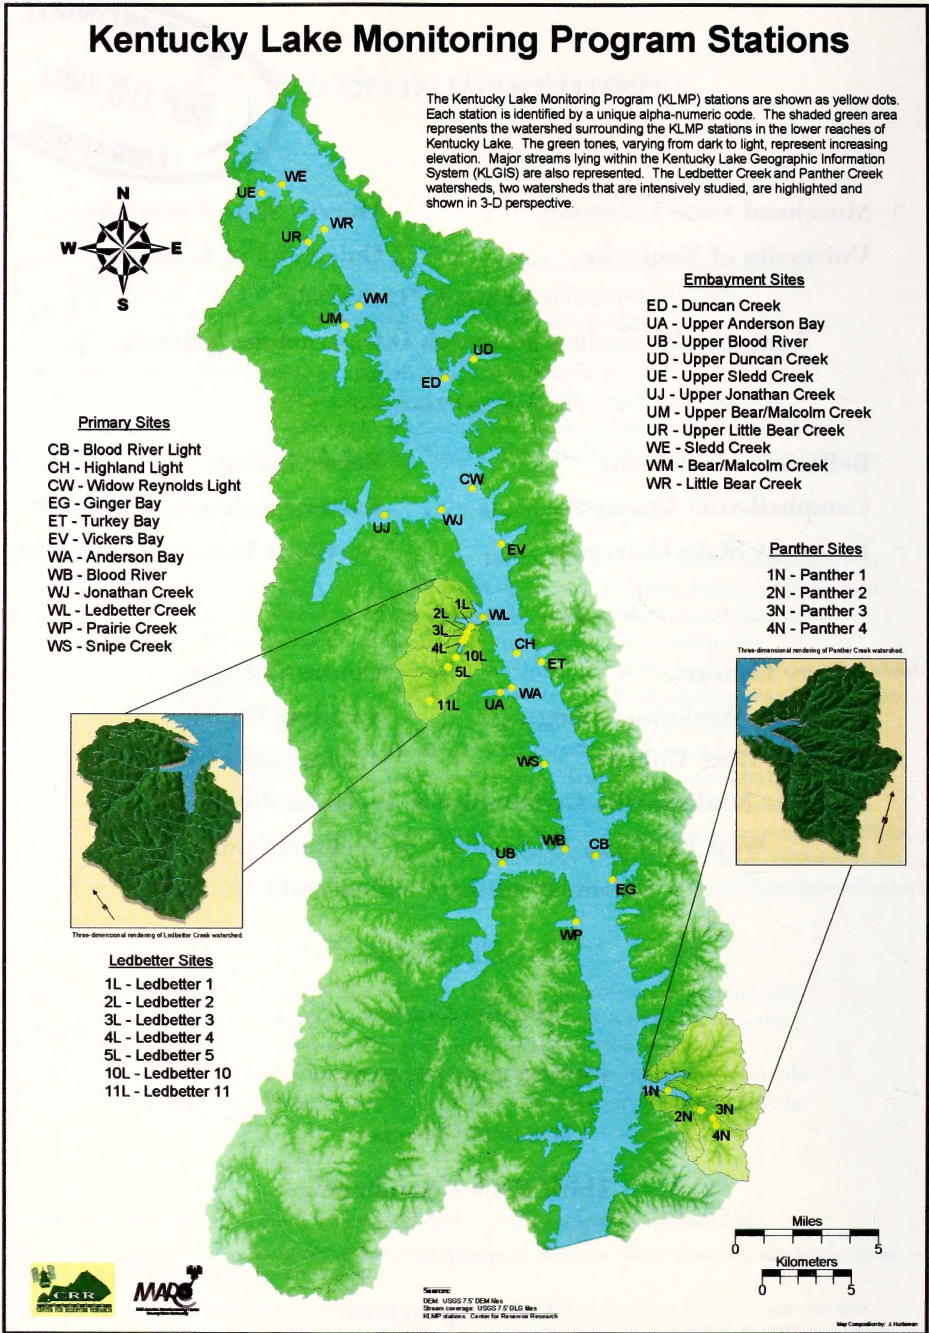 Kentucky Lake Monitoring Program Stations
The Kentucky Lake Monitoring Program (KLMP) stations are shown as yellow dots.
Each station is identified by a unique alpha-numeric code. The shaded green area
represents the watershed surrounding the KLMP stations in the lower reaches of
Kentucky Lake. The green tones, varying from dark to light, represent increasing
elevation. Major streams lying within the Kentucky Lake Geographic Information
System (KLGIS) are also represented. The Ledbetter Creek and Panther Creek
watersheds, two watersheds that are intensively studied, are highlighted and
shown in 3-D perspective.
N
W E
S
WE
UE
WR
UR
WM
UM
UD
ED
CW
WJ
UJ
EV
1L
2L
WL
3L
4L
10L
5L
CH
ET
WA
UA
11L
WS
WB
CB
UB
EG
WP
1N
2N
3N
4N
Embayment Sites
ED - Duncan Creek
UA - Upper Anderson Bay
UB - Upper Blood River
UD - Upper Duncan Creek
UE - Upper Sledd Creek
UJ - Upper Jonathan Creek
UM - Upper Bear/Malcolm Creek
UR - Upper Little Bear Creek
WE - Sledd Creek
WM - Bear/Malcolm Creek
WR - Little Bear Creek
Primary Sites
CB - Blood River Light
CH - Highland Light
CW - Widow Reynolds Light
EG - Ginger Bay
ET - Turkey Bay
EV - Vickers Bay
WA - Anderson Bay
WB - Blood River
WJ - Jonathan Creek
WL - Ledbetter Creek
WP - Prairie Creek
WS - Snipe Creek
Panther Sites
1N - Panther 1
2N - Panther 2
3N - Panther 3
4N - Panther 4
Three-dimensional rendering of Panther Creek watershed.
N
N
Three-dimensional rendering of Ledbetter Creek watershed.
Ledbetter Sites
1L - Ledbetter 1
2L - Ledbetter 2
3L - Ledbetter 3
4L - Ledbetter 4
5L - Ledbetter 5
10L - Ledbetter 10
11L - Ledbetter 11
Miles
0 5
Kilometers
0 5
CRR
CENTER FOR RESERVOIR RESEARCH
MARC
Sources:
DEM: USGS 7.5' DEM files
Stream coverage: USGS 7.5' DLG files
KLMP stations: Center for Reservoir Research
Map Composition by: J.